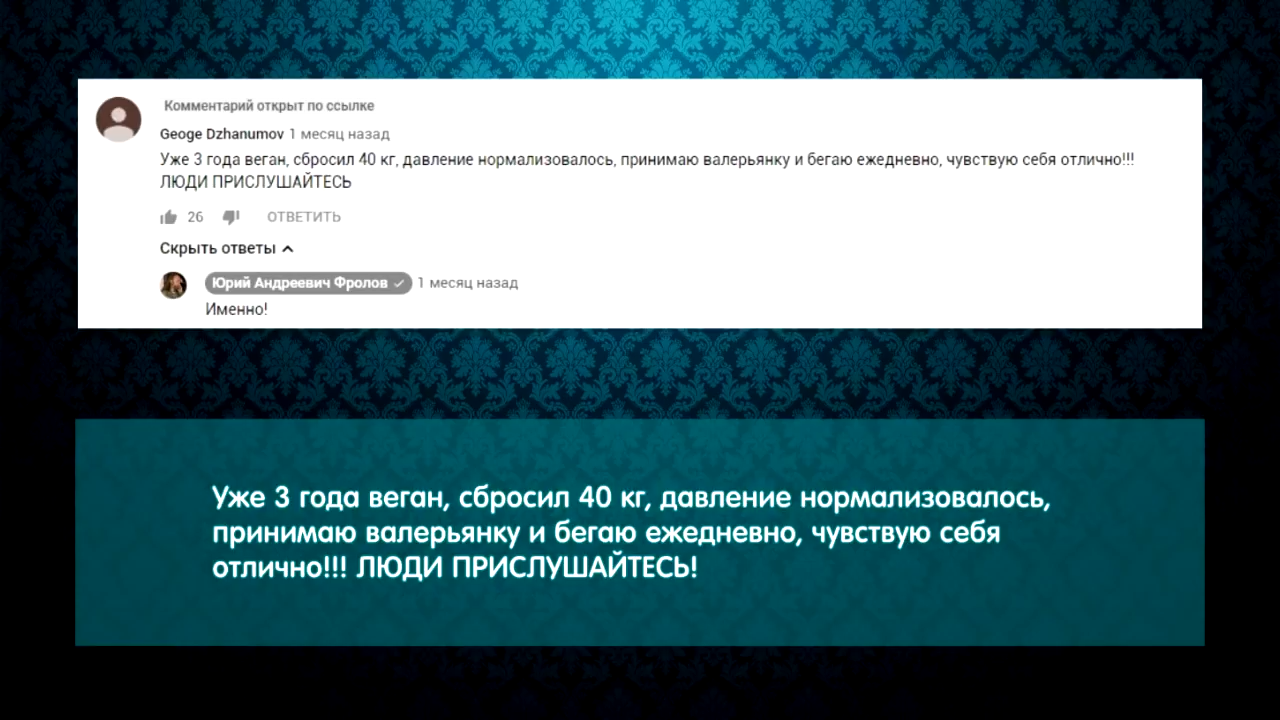 Комментарий открыт по ссылке
Geoge Dzhanumov 1 месяц назад
Уже 3 года веган, сбросил 40 кг, давление нормализовалось, принимаю валерьянку и бегаю ежедневно, чувствую себя отлично!!!
ЛЮДИ ПРИСЛУШАЙТЕСЬ
26 ОТВЕТИТЬ
Скрыть ответы
Юрий Андреевич Фролов 1 месяц назад
Именно!
Уже 3 года веган, сбросил 40 кг, давление нормализовалось,
принимаю валерьянку и бегаю ежедневно, чувствую себя
отлично!!! ЛЮДИ ПРИСЛУШАЙТЕСЬ!